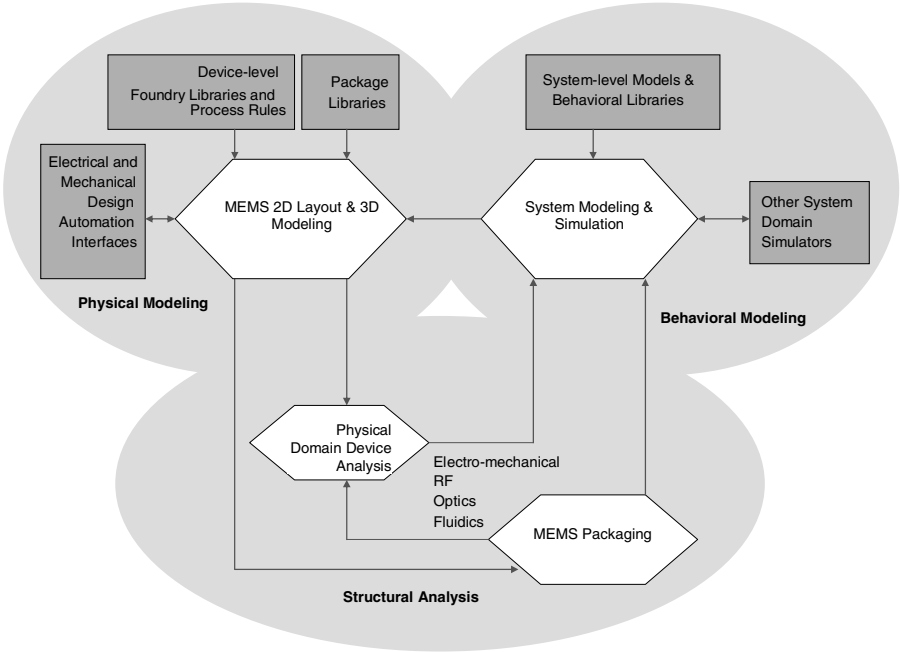 Device-level
Foundry Libraries and
Process Rules
Package
Libraries
System-level Models &
Behavioral Libraries
Electrical and
Mechanical
Design
Automation
Interfaces
MEMS 2D Layout & 3D
Modeling
System Modeling &
Simulation
Other System
Domain
Simulators
Physical Modeling
Behavioral Modeling
Physical
Domain Device
Analysis
Electro-mechanical
RF
Optics
Fluidics
MEMS Packaging
Structural Analysis